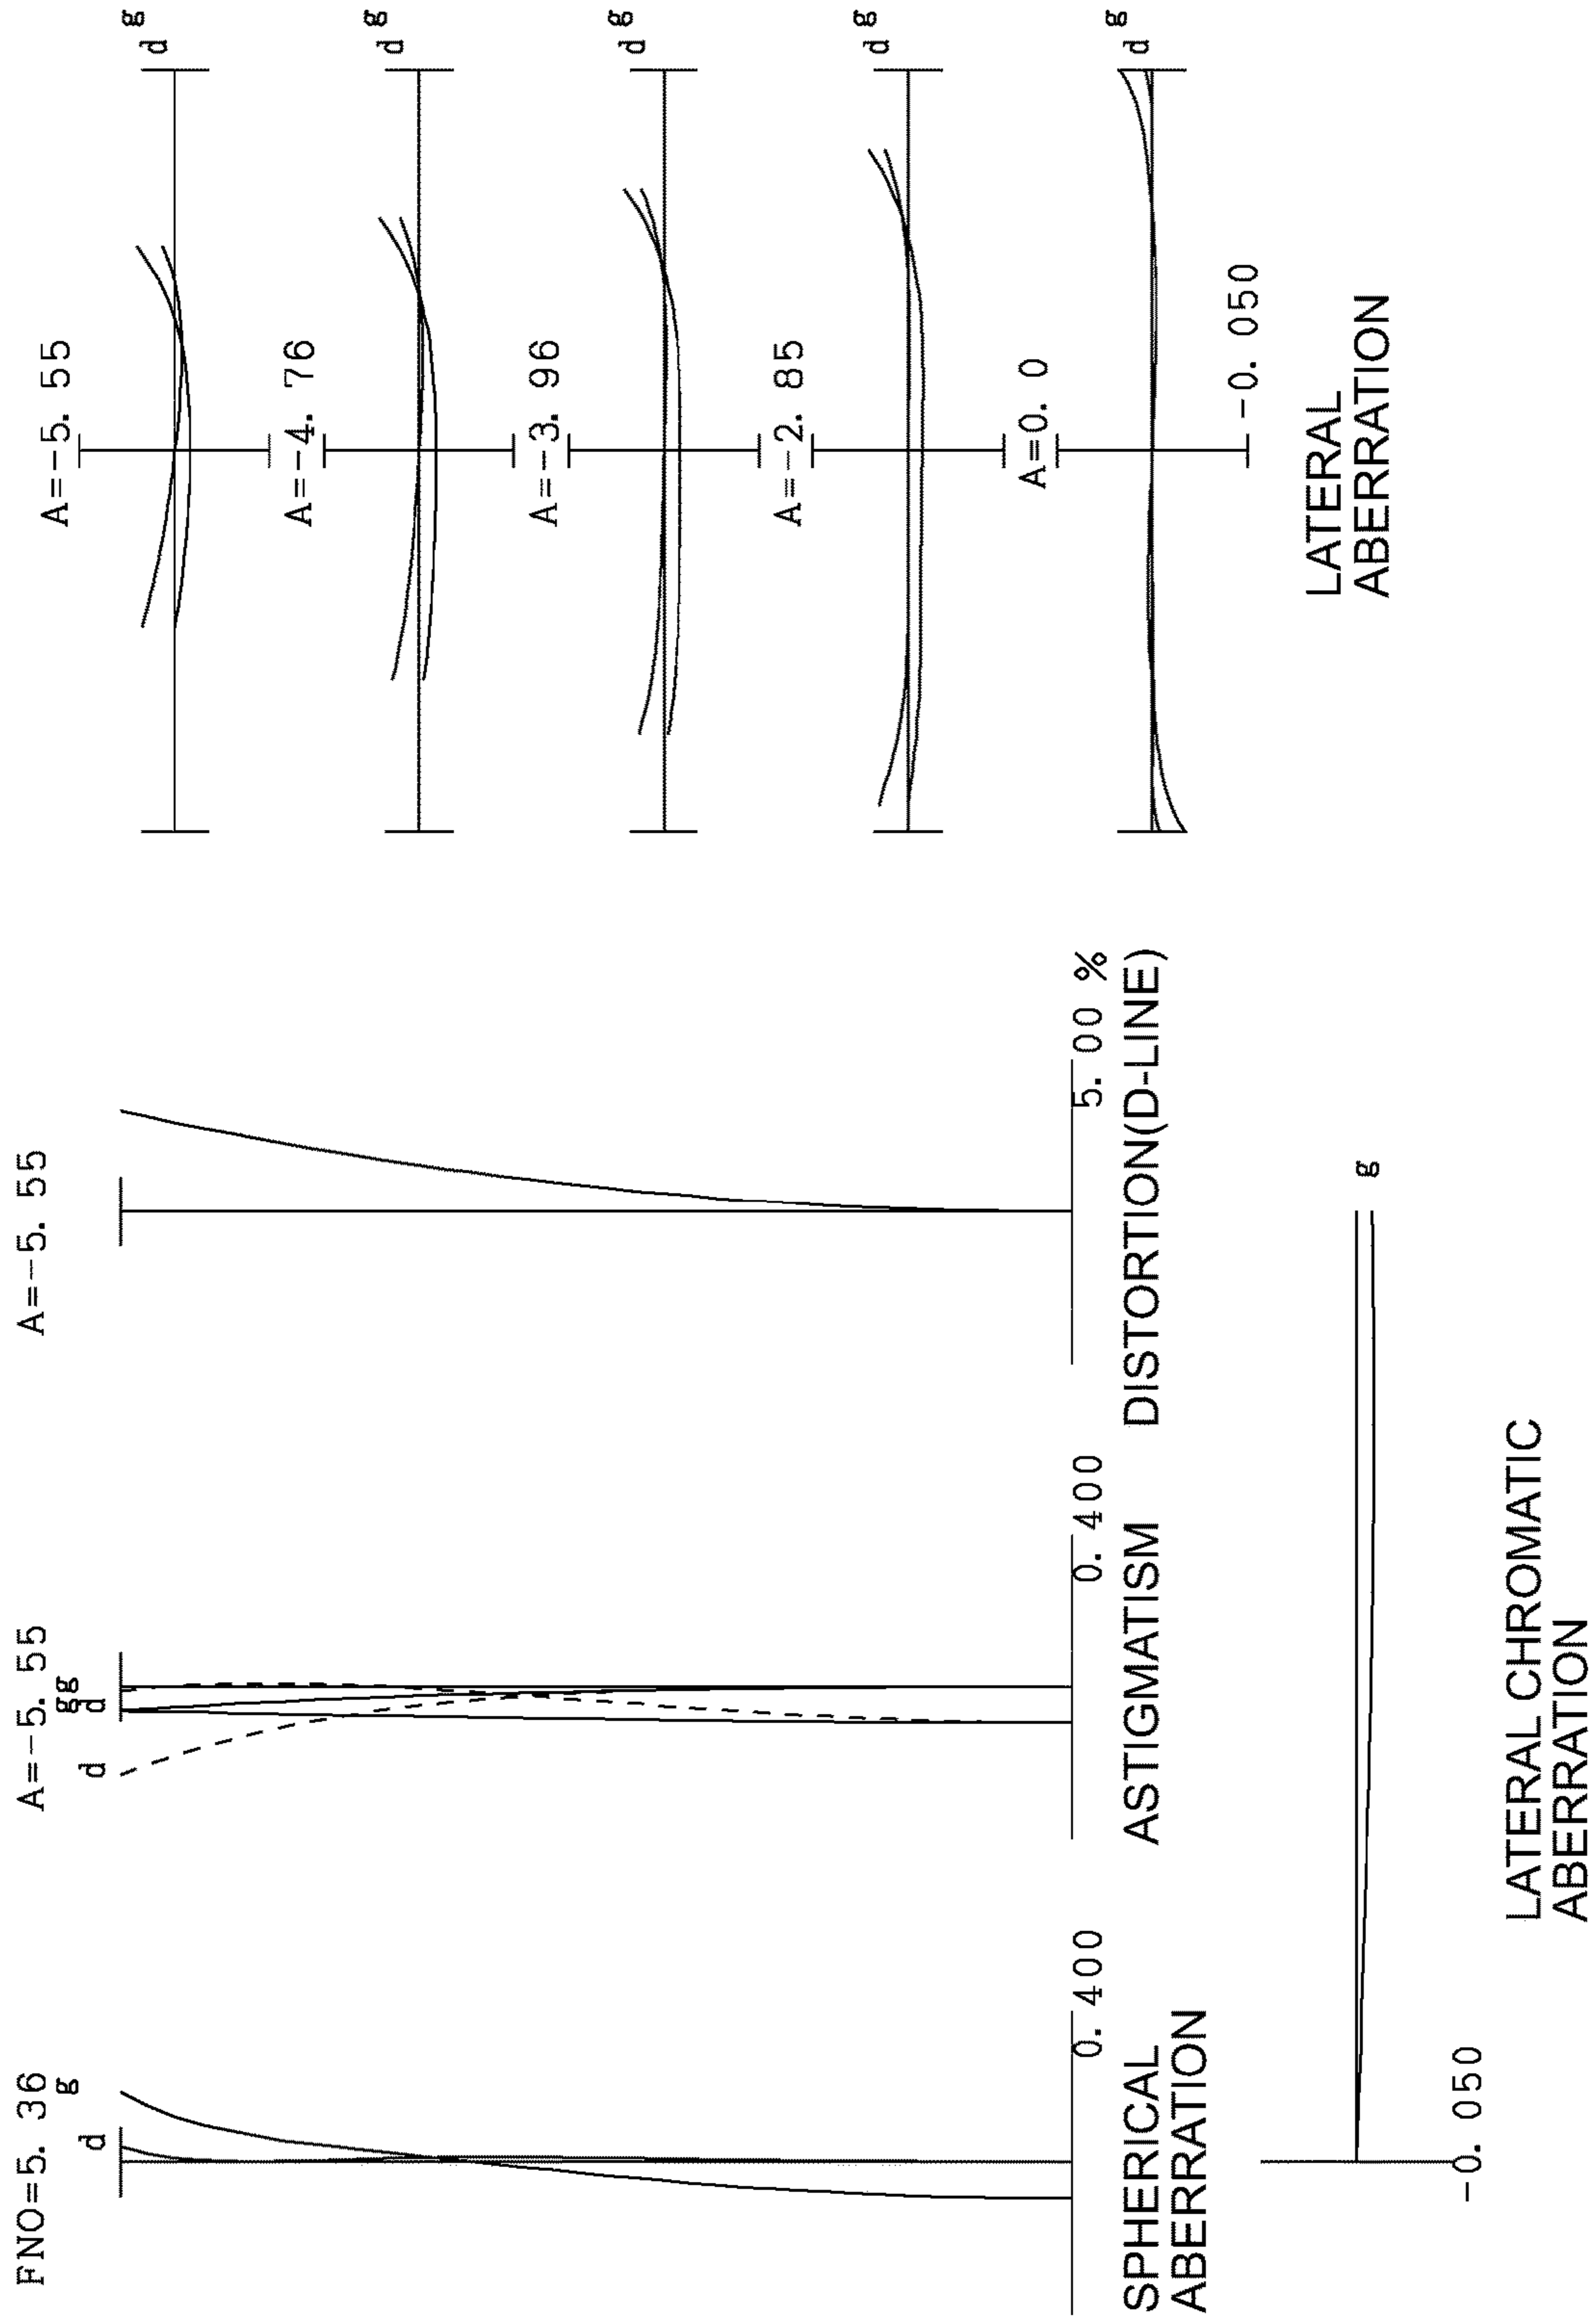 FNO=5. 36
d
g
0. 400
SPHERICAL
ABERRATION
A=-5. 55
d
d
gg
0. 400
ASTIGMATISM
A=-5. 55
5. 00 %
DISTORTION(D-LINE)
A=-5. 55
d
g
A=-4. 76
d
g
A=-3. 96
d
g
A=-2. 85
d
g
A=0. 0
d
g
-0. 050
LATERAL
ABERRATION
g
-0. 050
LATERAL CHROMATIC
ABERRATION